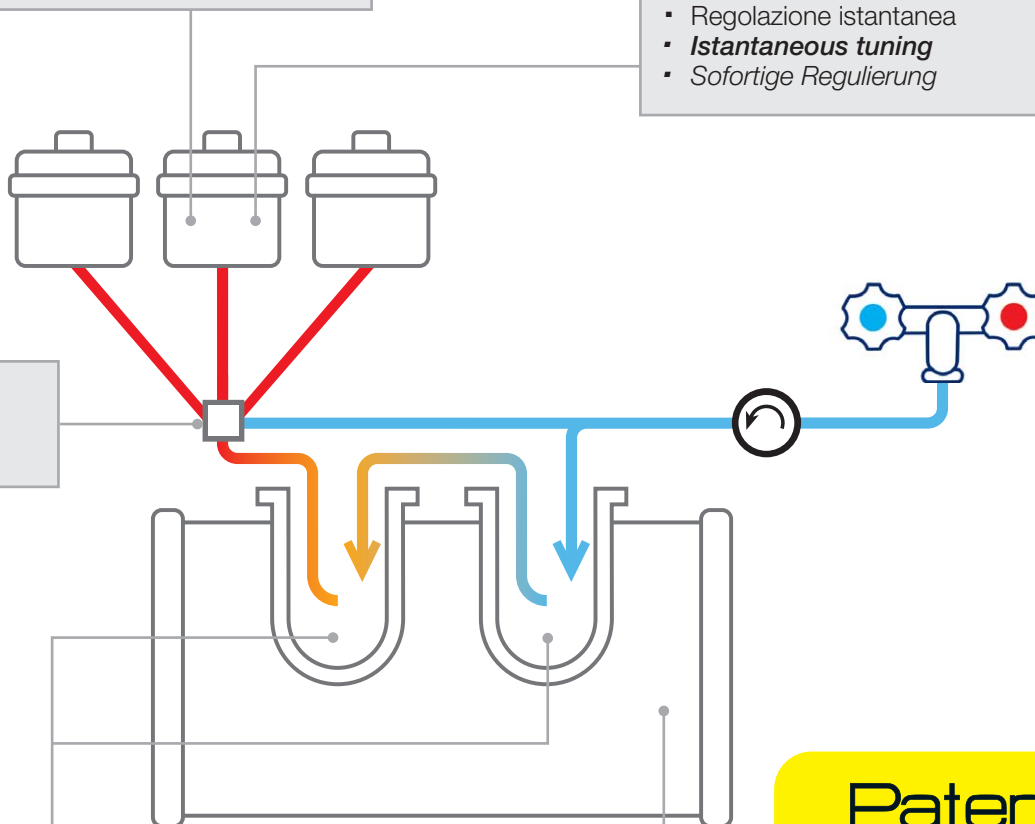 ▪ Regolazione istantanea
▪ Istantaneous tuning
▪ Sofortige Regulierung